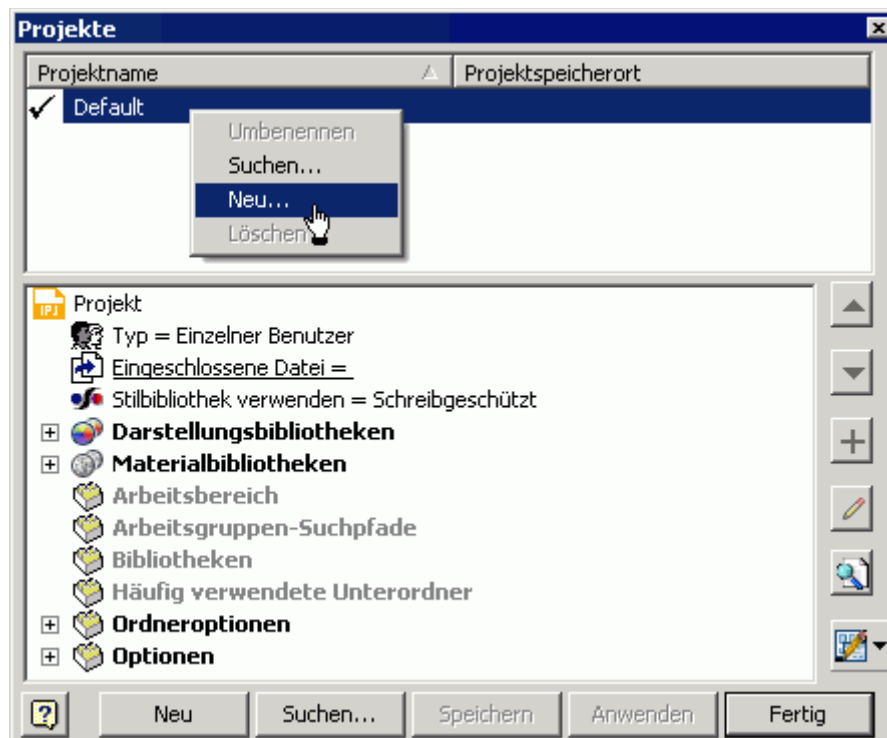 Projekte
Projektname Projektspeicherort
Default
Umbenennen
Suchen...
Neu...
Löschen
IPJ Projekt
Typ = Einzelner Benutzer
Eingeschlossene Datei =
Stilbibliothek verwenden = Schreibgeschützt
Darstellungsbibliotheken
Materialbibliotheken
Arbeitsbereich
Arbeitsgruppen-Suchpfade
Bibliotheken
Häufig verwendete Unterordner
Ordneroptionen
Optionen
Neu Suchen... Speichern Anwenden Fertig